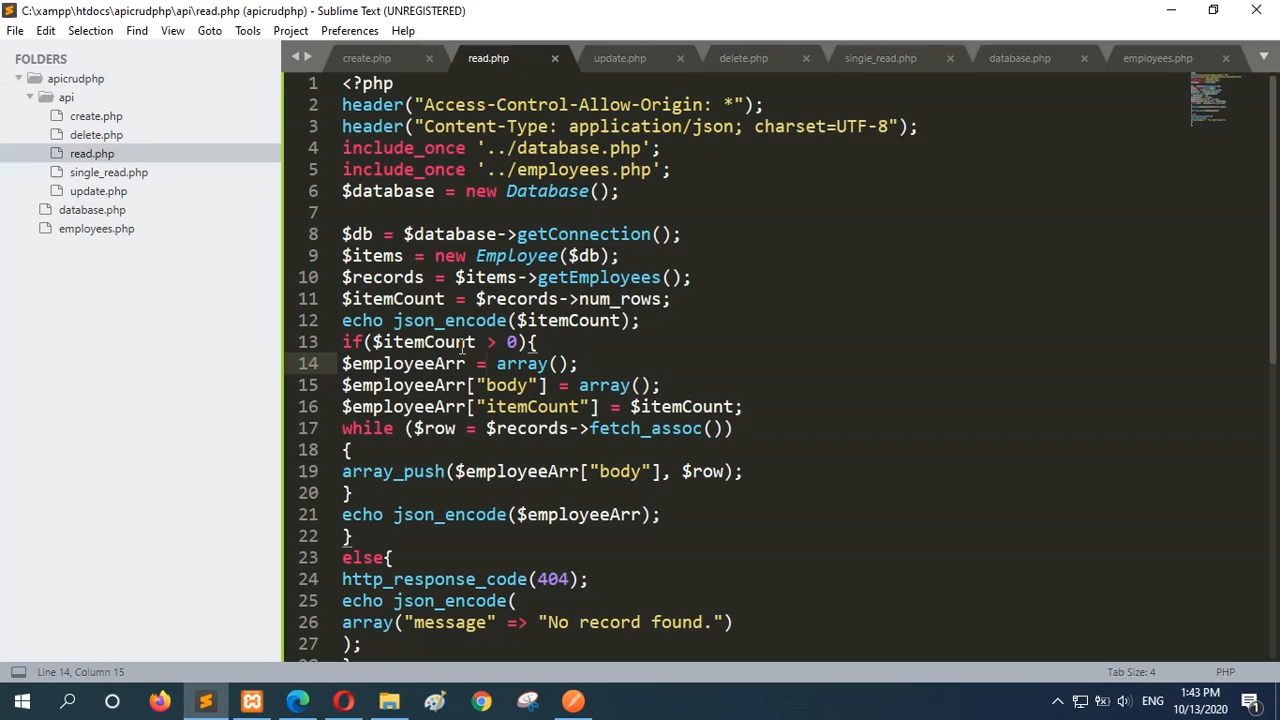 C:\xampp\htdocs\apicrudphp\api\read.php (apicrudphp) - Sublime Text (UNREGISTERED)
File Edit Selection Find View Goto Tools Project Preferences Help
FOLDERS
apicrudphp
api
create.php
delete.php
read.php
single_read.php
update.php
database.php
employees.php
create.php read.php update.php delete.php single_read.php database.php employees.php
1 <?php
2 header("Access-Control-Allow-Origin: *");
3 header("Content-Type: application/json; charset=UTF-8");
4 include_once '../database.php';
5 include_once '../employees.php';
6 $database = new Database();
7
8 $db = $database->getConnection();
9 $items = new Employee($db);
10 $records = $items->getEmployees();
11 $itemCount = $records->num_rows;
12 echo json_encode($itemCount);
13 if($itemCount > 0){
14 $employeeArr = array();
15 $employeeArr["body"] = array();
16 $employeeArr["itemCount"] = $itemCount;
17 while ($row = $records->fetch_assoc())
18 {
19 array_push($employeeArr["body"], $row);
20 }
21 echo json_encode($employeeArr);
22 }
23 else{
24 http_response_code(404);
25 echo json_encode(
26 array("message" => "No record found.")
27 );
Line 14, Column 15
Tab Size: 4 PHP
ENG
1:43 PM
10/13/2020